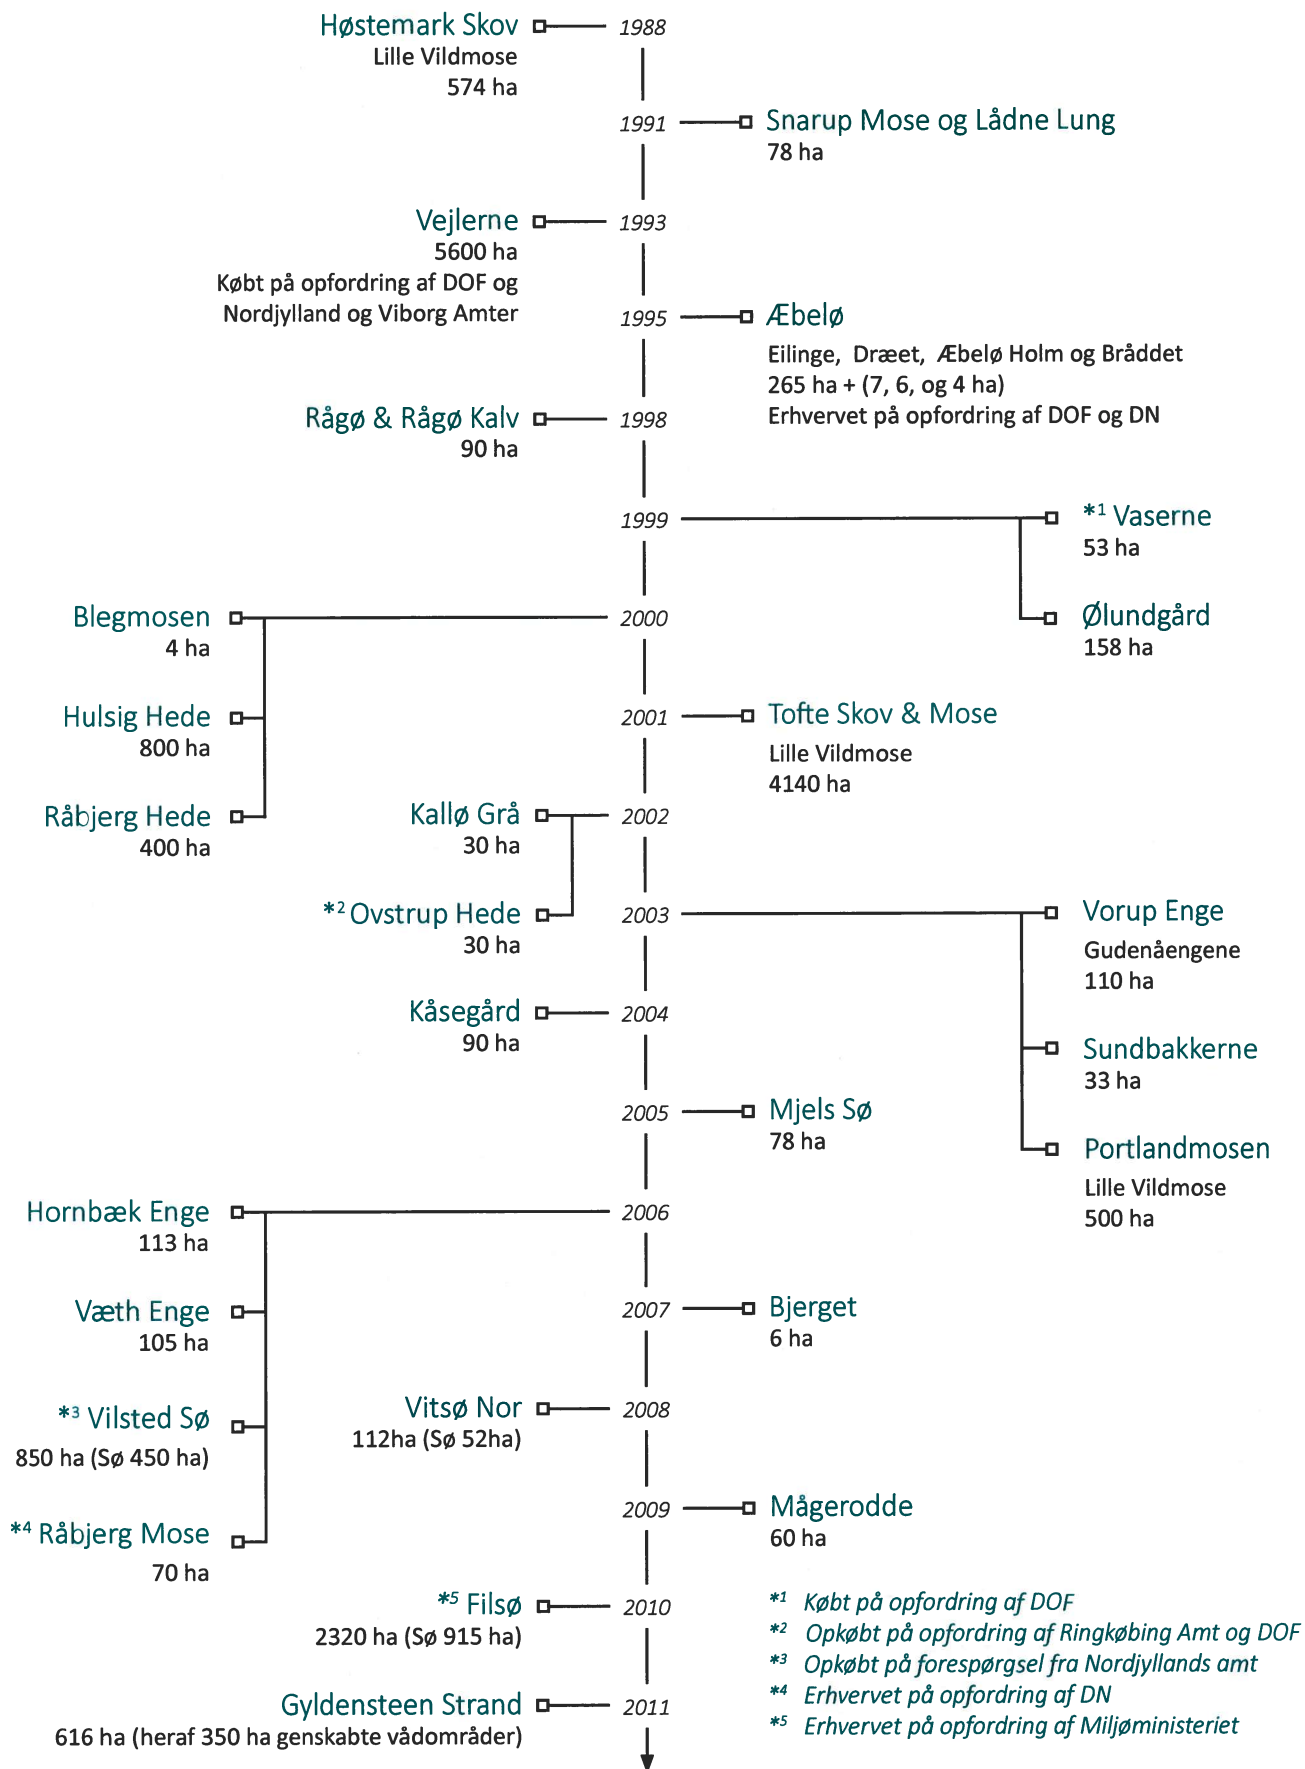 Høstemark Skov
Lille Vildmose
574 ha
1988
1991
Snarup Mose og Lådne Lung
78 ha
Vejlerne
5600 ha
Købt på opfordring af DOF og
Nordjylland og Viborg Amter
1993
1995
Æbelø
Eilinge, Dræet, Æbelø Holm og Bråddet
265 ha + (7, 6, og 4 ha)
Erhvervet på opfordring af DOF og DN
Rågø & Rågø Kalv
90 ha
1998
1999
*1 Vaserne
53 ha
Ølundgård
158 ha
2000
Blegmosen
4 ha
Hulsig Hede
800 ha
Råbjerg Hede
400 ha
2001
Tofte Skov & Mose
Lille Vildmose
4140 ha
Kallø Grå
30 ha
*2 Ovstrup Hede
30 ha
2002
2003
Vorup Enge
Gudenåengene
110 ha
Sundbakkerne
33 ha
Portlandmosen
Lille Vildmose
500 ha
Kåsegård
90 ha
2004
2005
Mjels Sø
78 ha
2006
Hornbæk Enge
113 ha
Væth Enge
105 ha
*3 Vilsted Sø
850 ha (Sø 450 ha)
*4 Råbjerg Mose
70 ha
2007
Bjerget
6 ha
Vitsø Nor
112ha (Sø 52ha)
2008
2009
Mågerodde
60 ha
*5 Filsø
2320 ha (Sø 915 ha)
2010
Gyldensteen Strand
616 ha (heraf 350 ha genskabte vådområder)
2011
*1 Købt på opfordring af DOF
*2 Opkøbt på opfordring af Ringkøbing Amt og DOF
*3 Opkøbt på forespørgsel fra Nordjyllands amt
*4 Erhvervet på opfordring af DN
*5 Erhvervet på opfordring af Miljøministeriet